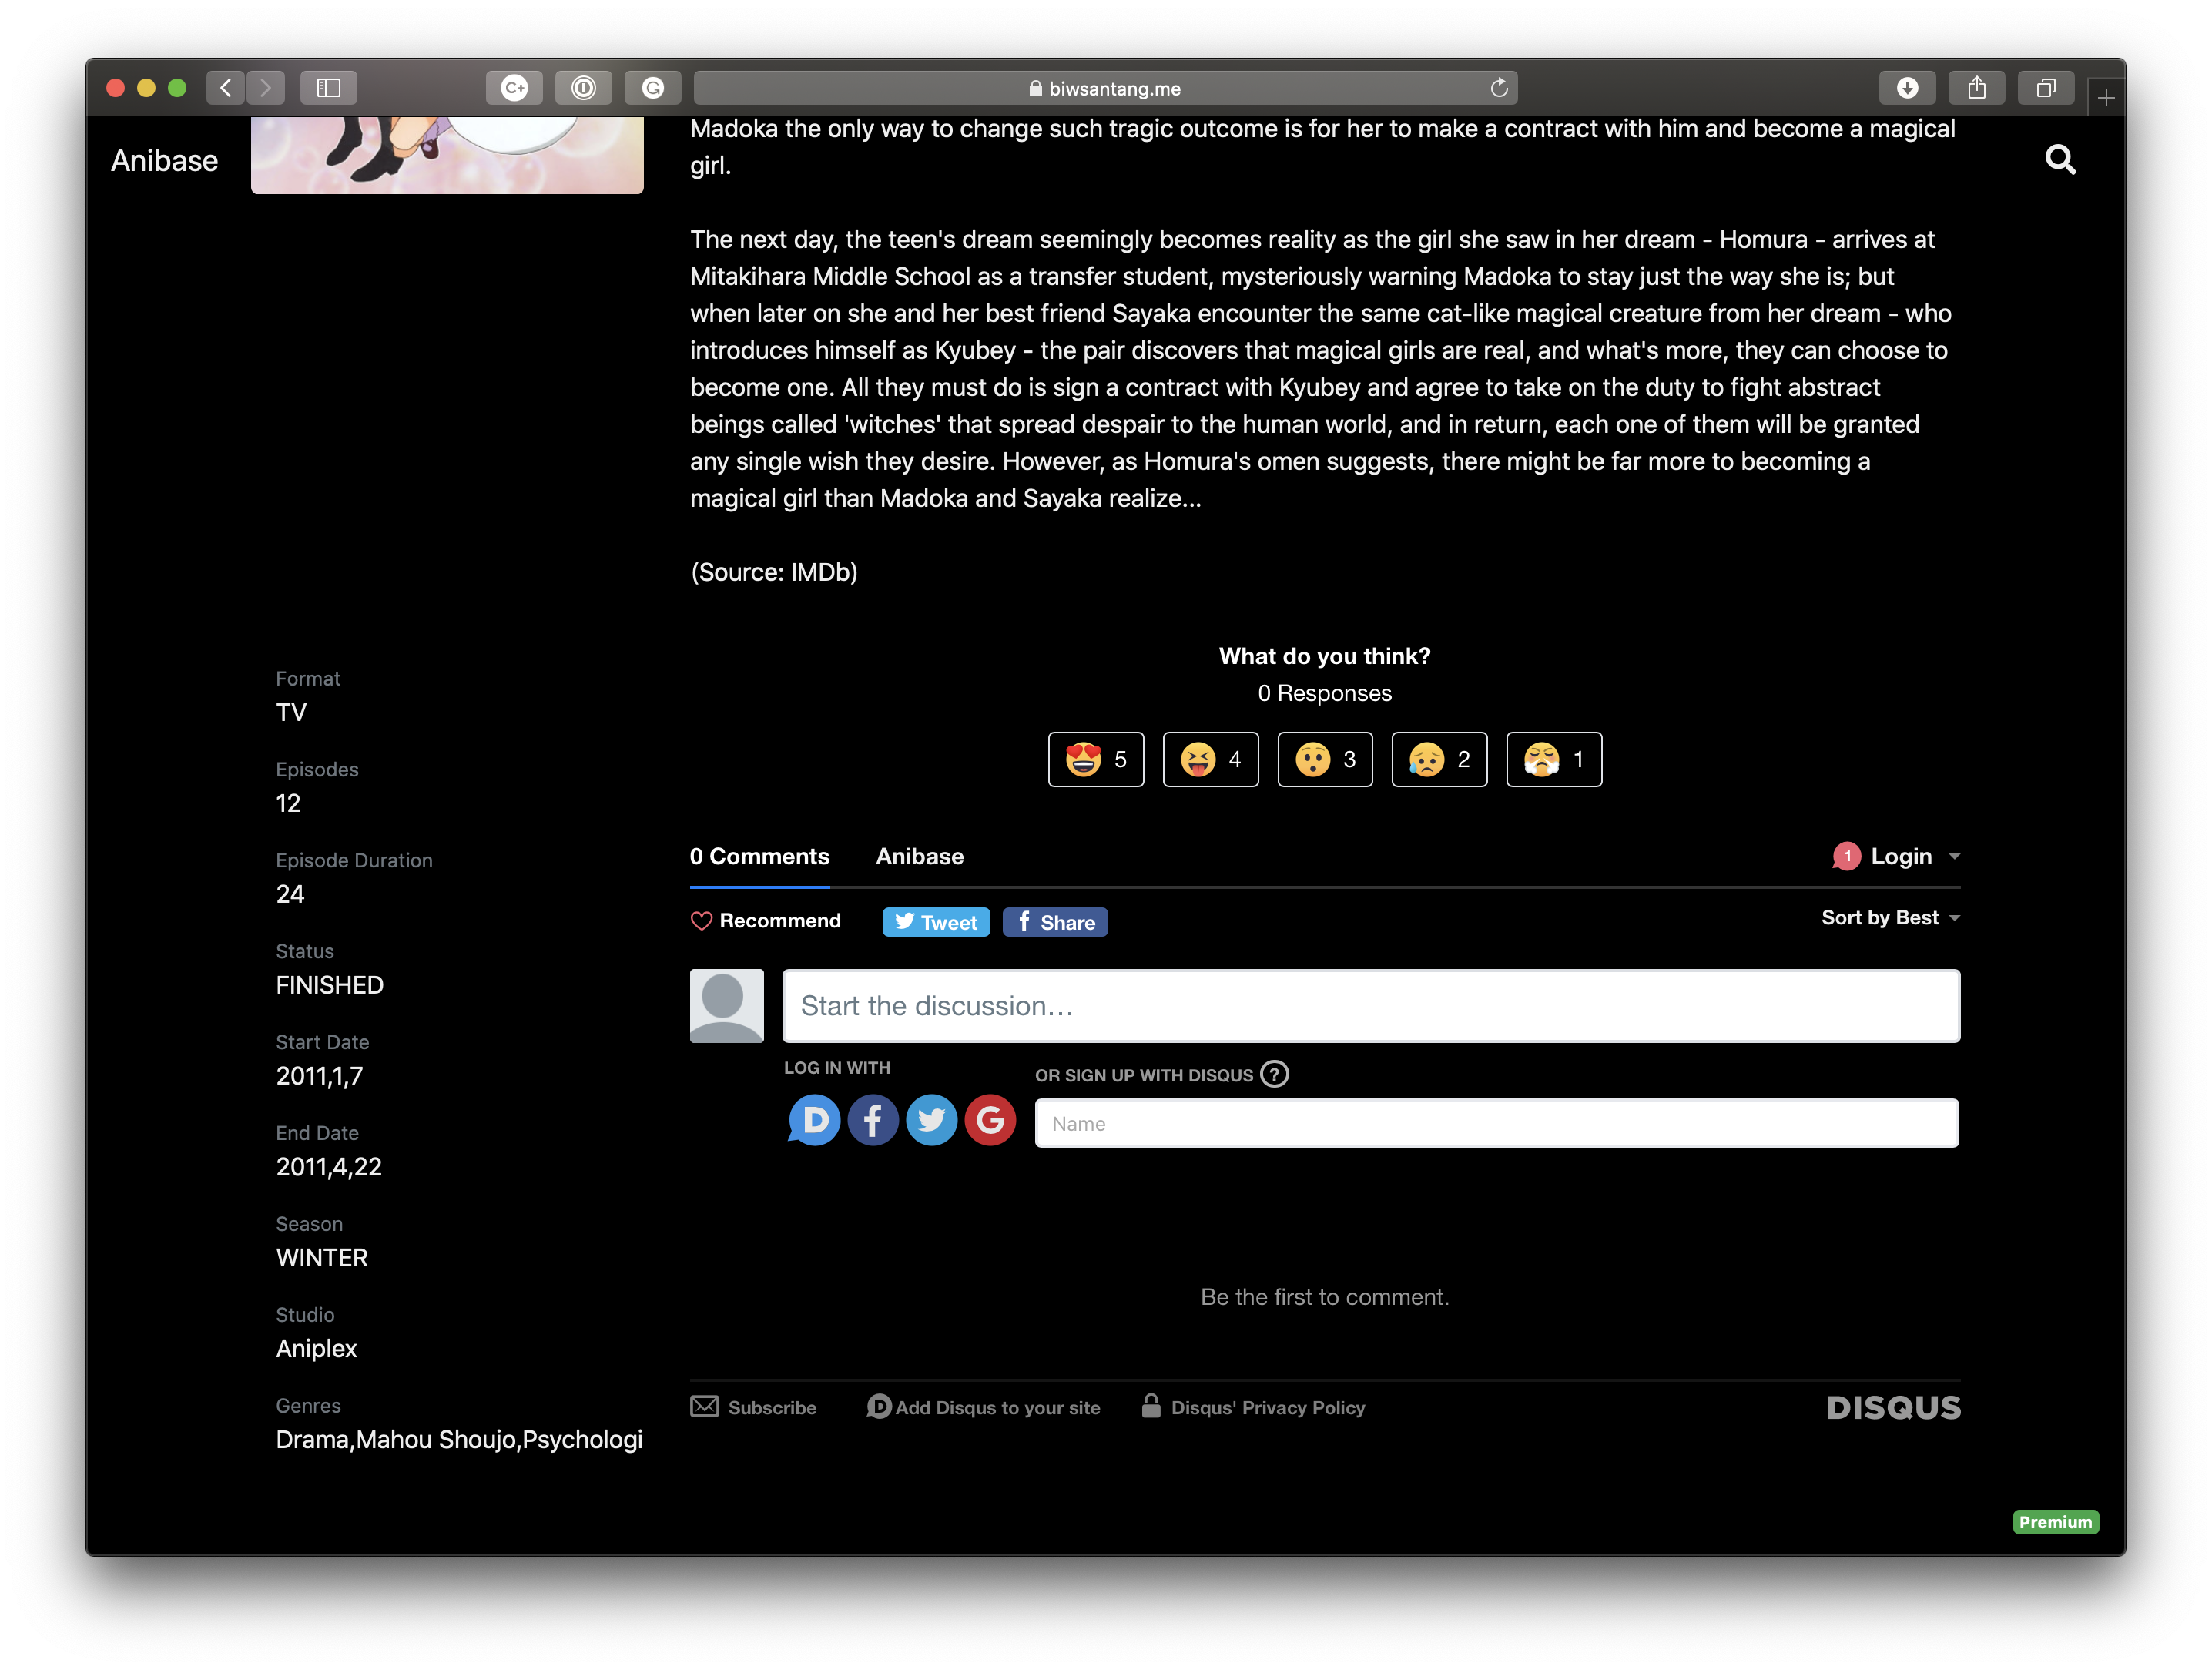 biwsantang.me
Anibase
Madoka the only way to change such tragic outcome is for her to make a contract with him and become a magical
girl.
The next day, the teen's dream seemingly becomes reality as the girl she saw in her dream - Homura - arrives at
Mitakihara Middle School as a transfer student, mysteriously warning Madoka to stay just the way she is; but
when later on she and her best friend Sayaka encounter the same cat-like magical creature from her dream - who
introduces himself as Kyubey - the pair discovers that magical girls are real, and what's more, they can choose to
become one. All they must do is sign a contract with Kyubey and agree to take on the duty to fight abstract
beings called 'witches' that spread despair to the human world, and in return, each one of them will be granted
any single wish they desire. However, as Homura's omen suggests, there might be far more to becoming a
magical girl than Madoka and Sayaka realize...
(Source: IMDb)
Format
TV
Episodes
12
Episode Duration
24
Status
FINISHED
Start Date
2011,1,7
End Date
2011,4,22
Season
WINTER
Studio
Aniplex
Genres
Drama,Mahou Shoujo,Psychologi
What do you think?
0 Responses
5 4 3 2 1
0 Comments Anibase 1 Login
Recommend Tweet Share Sort by Best
Start the discussion...
LOG IN WITH
OR SIGN UP WITH DISQUS ?
Name
Be the first to comment.
Subscribe Add Disqus to your site Disqus' Privacy Policy DISQUS
Premium